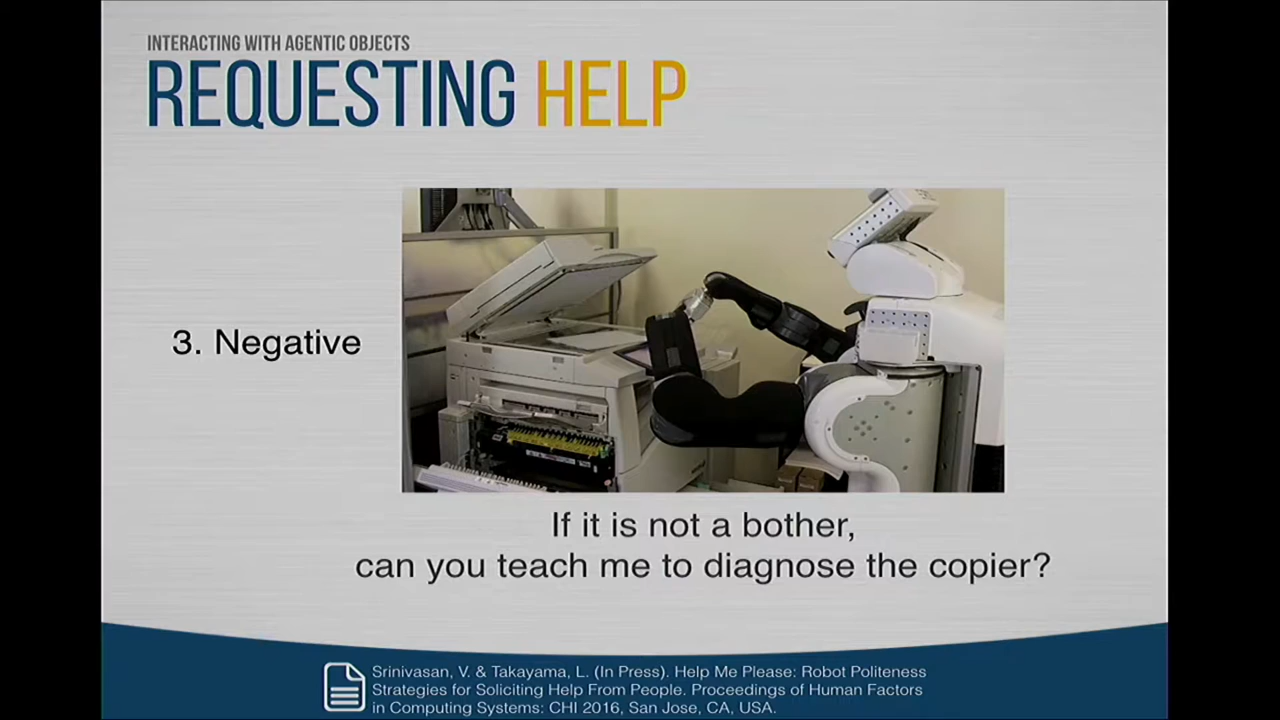 INTERACTING WITH AGENTIC OBJECTS
REQUESTING HELP
3. Negative
If it is not a bother,
can you teach me to diagnose the copier?
Srinivasan, V. & Takayama, L. (In Press). Help Me Please: Robot Politeness
Strategies for Soliciting Help From People. Proceedings of Human Factors
in Computing Systems: CHI 2016, San Jose, CA, USA.